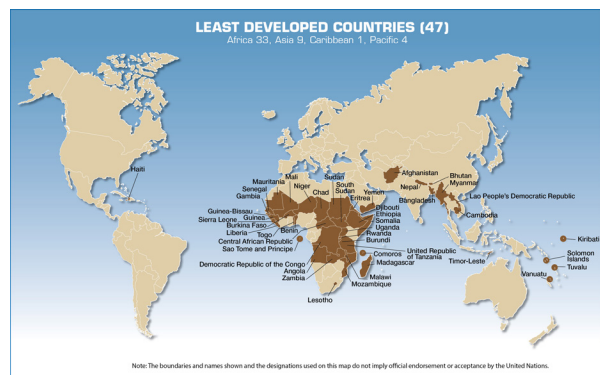 LEAST DEVELOPED COUNTRIES (47)
Africa 33, Asia 9, Caribbean 1, Pacific 4
Haiti
Mauritania
Mali
Niger
Chad
Sudan
South
Sudan
Eritrea
Yemen
Afghanistan
Nepal
Bhutan
Myanmar
Bangladesh
Lao People's Democratic Republic
Cambodia
Senegal
Gambia
Guinea-Bissau
Guinea
Sierra Leone
Burkina Faso
Liberia
Togo
Benin
Central African Republic
Sao Tome and Principe
Djibouti
Ethiopia
Somalia
Uganda
Rwanda
Burundi
Democratic Republic of the Congo
Angola
Zambia
Lesotho
United Republic
of Tanzania
Comoros
Madagascar
Malawi
Mozambique
Timor-Leste
Kiribati
Solomon
Islands
Tuvalu
Vanuatu
Note: The boundaries and names shown and the designations used on this map do not imply official endorsement or acceptance by the United Nations.